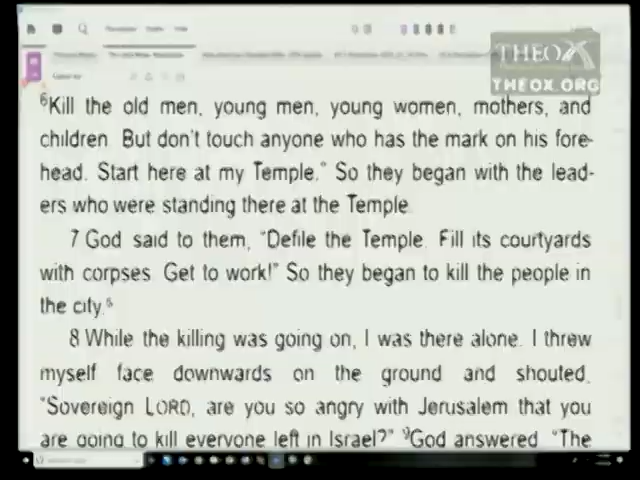 THEOX
THEOX.ORG
6Kill the old men, young men, young women, mothers, and
children. But don't touch anyone who has the mark on his fore-
head. Start here at my Temple." So they began with the lead-
ers who were standing there at the Temple.
7 God said to them, "Defile the Temple. Fill its courtyards
with corpses. Get to work!" So they began to kill the people in
the city.
8 While the killing was going on, I was there alone. I threw
myself face downwards on the ground and shouted,
"Sovereign LORD, are you so angry with Jerusalem that you
are going to kill everyone left in Israel?" 9God answered, "The